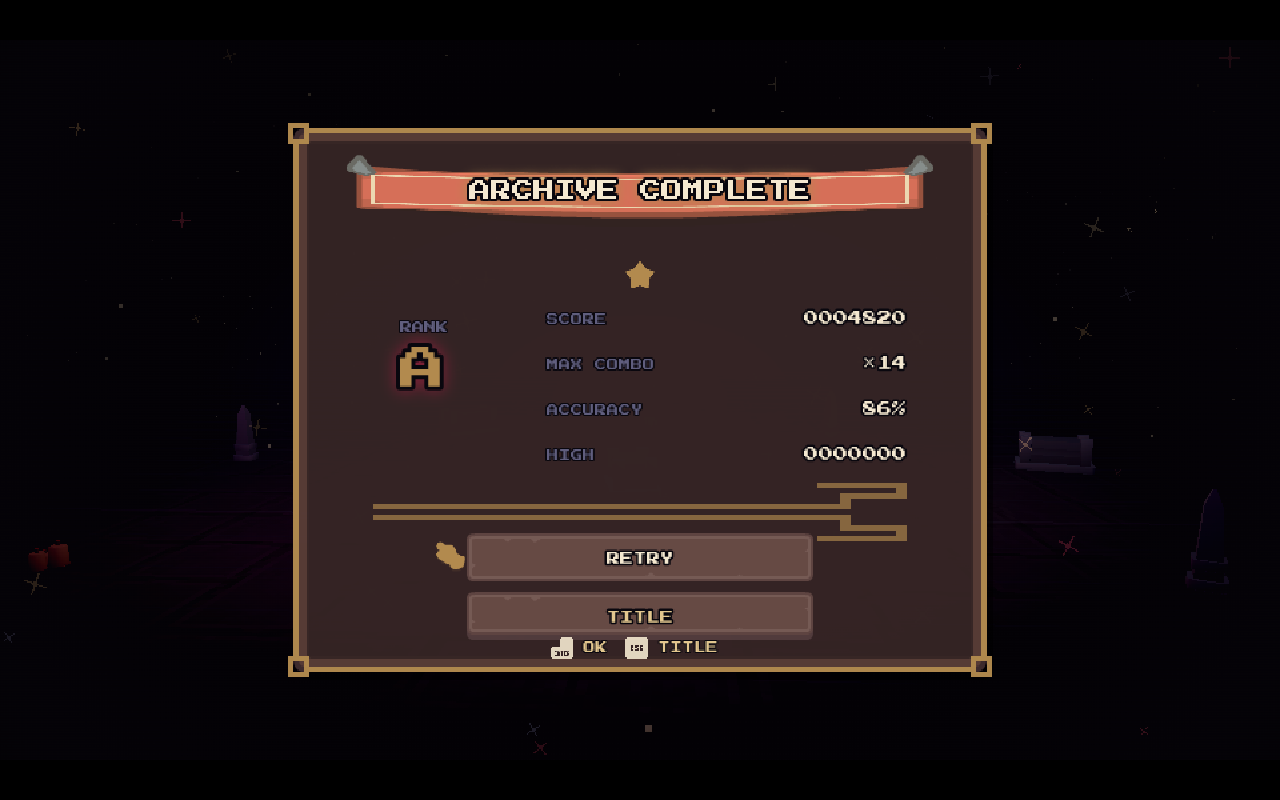 ARCHIVE COMPLETE
RANK
A
SCORE 0004820
MAX COMBO ×14
ACCURACY 86%
HIGH 0000000
RETRY
TITLE
OK TITLE